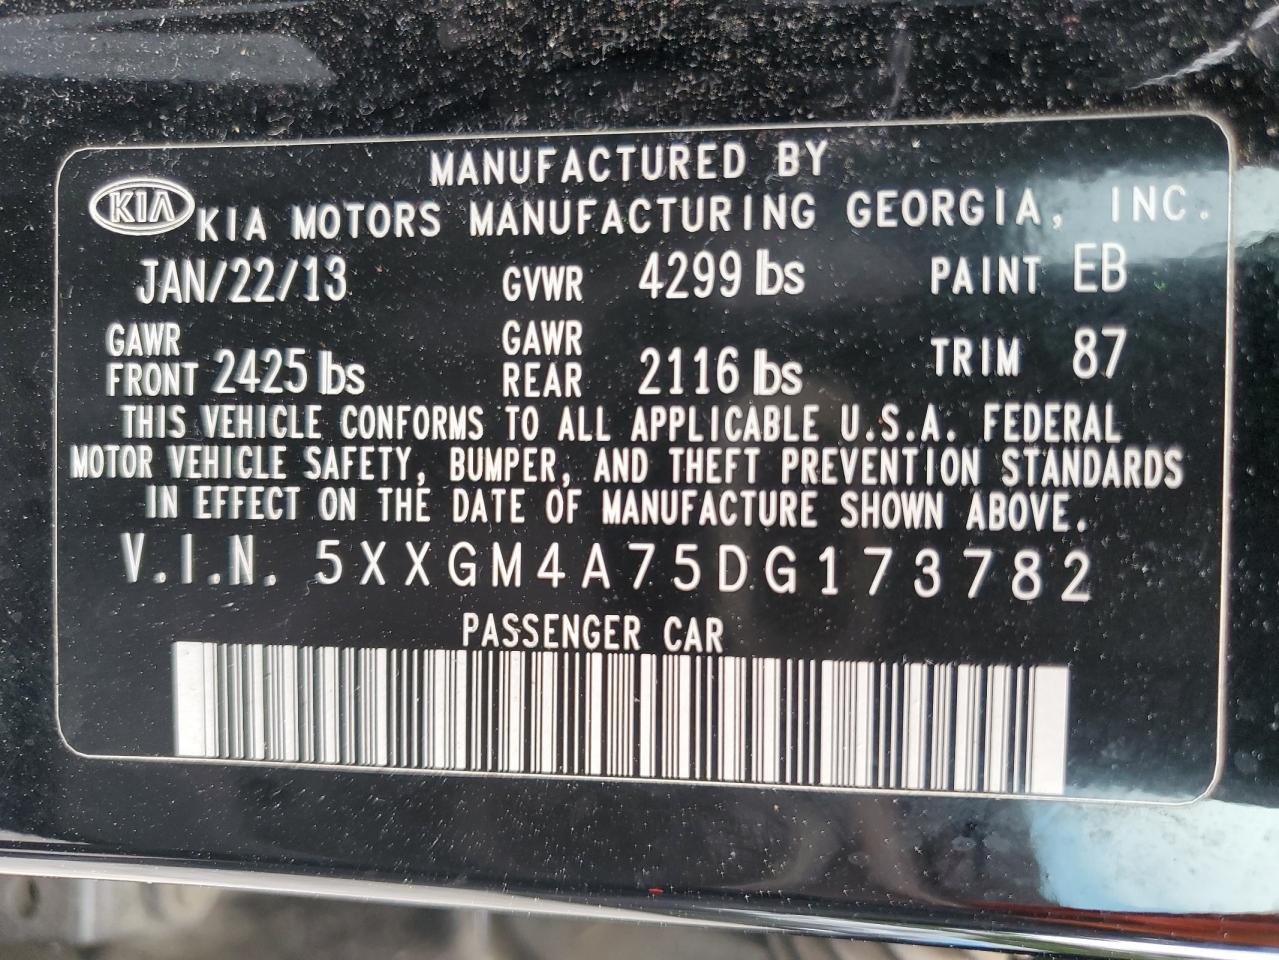 MANUFACTURED BY
KIA KIA MOTORS MANUFACTURING GEORGIA, INC.
JAN/22/13 GVWR 4299 lbs PAINT EB
GAWR FRONT 2425 lbs GAWR REAR 2116 lbs TRIM 87
THIS VEHICLE CONFORMS TO ALL APPLICABLE U.S.A. FEDERAL
MOTOR VEHICLE SAFETY, BUMPER, AND THEFT PREVENTION STANDARDS
IN EFFECT ON THE DATE OF MANUFACTURE SHOWN ABOVE.
V.I.N. 5XXGM4A75DG173782
PASSENGER CAR